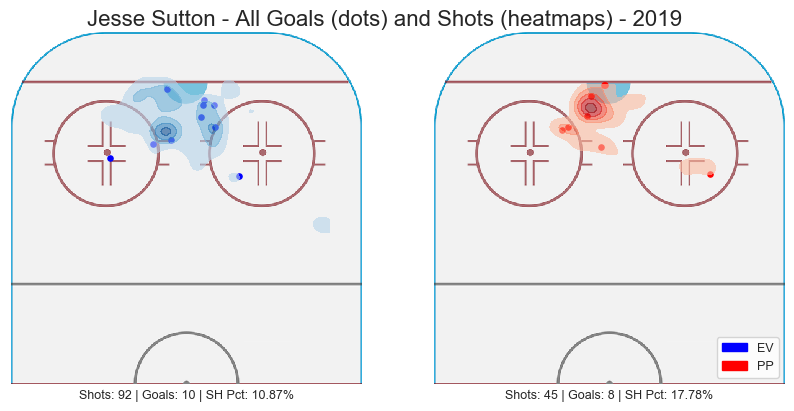 Jesse Sutton - All Goals (dots) and Shots (heatmaps) - 2019
EV
PP
Shots: 92 | Goals: 10 | SH Pct: 10.87%
Shots: 45 | Goals: 8 | SH Pct: 17.78%